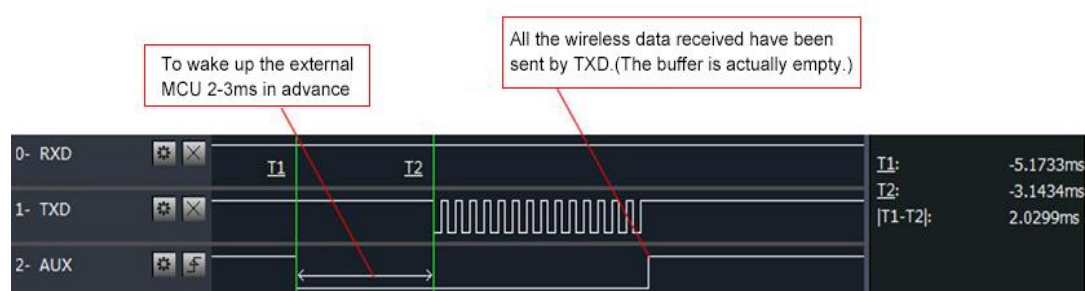 To wake up the external
MCU 2-3ms in advance
All the wireless data received have been
sent by TXD.(The buffer is actually empty.)
0- RXD
T1
T2
T1: -5.1733ms
T2: -3.1434ms
|T1-T2|: 2.0299ms
1- TXD
2- AUX